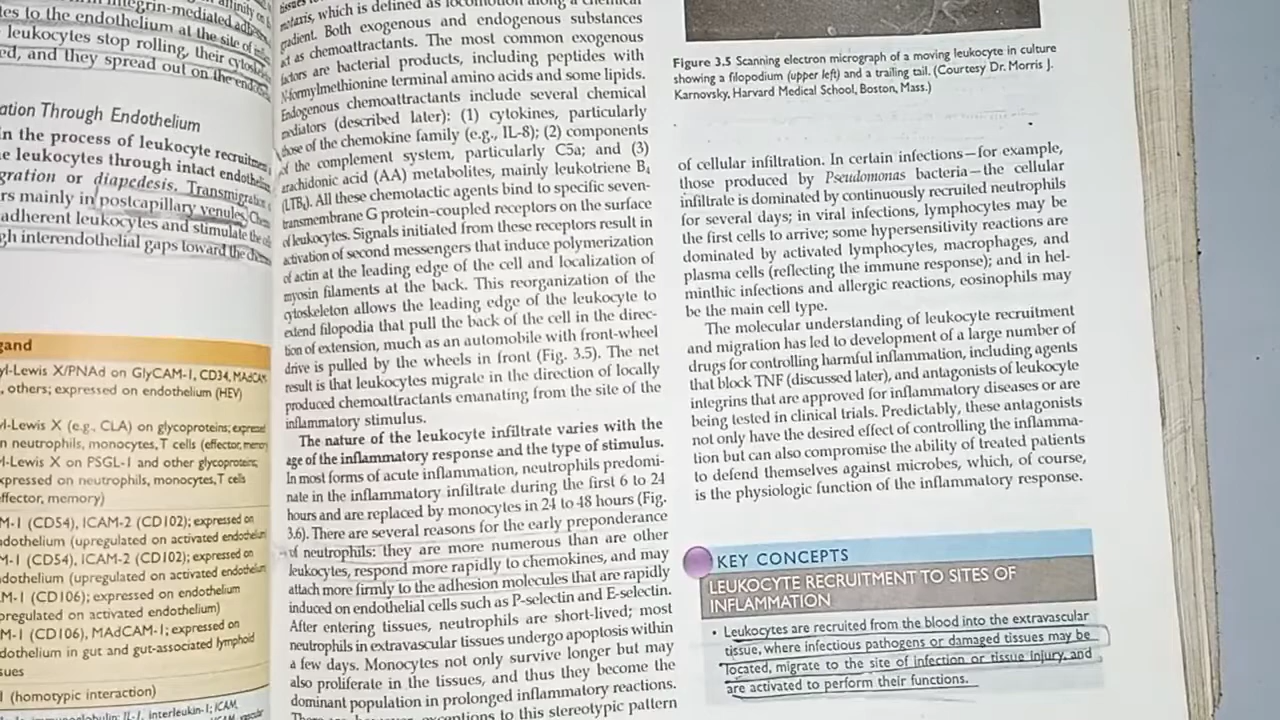 integrin-mediated adhesion
tes to the endothelium at the site of
leukocytes stop rolling, their
ed, and they spread out on the
ation Through Endothelium
in the process of leukocyte
e leukocytes through intact
gration or diapedesis. Transmigration
rs mainly in postcapillary venules.
adherent leukocytes and stimulate the
gh interendothelial gaps toward the
gand
yl-Lewis X/PNAd on GlyCAM-1, CD34,
, others; expressed on endothelium (HEV)
yl-Lewis X (e.g., CLA) on glycoproteins; expressed
n neutrophils, monocytes, T cells (effector, memory
yl-Lewis X on PSGL-1 and other glycoproteins;
xpressed on neutrophils, monocytes, T cells
ffector, memory)
M-1 (CD54), ICAM-2 (CD102); expressed on
ndothelium (upregulated on activated endothelium)
M-1 (CD54), ICAM-2 (CD102); expressed on
dothelium (upregulated on activated endothelium
M-1 (CD106); expressed on endothelium
pregulated on activated endothelium)
M-1 (CD106), MAdCAM-1; expressed on
dothelium in gut and gut-associated lymphoid
sues
1 (homotypic interaction)
IL-1, interleukin-1; ICAM,
which is defined as locomotion along a chemical
gradient. Both exogenous and endogenous substances
act as chemoattractants. The most common exogenous
factors are bacterial products, including peptides with
N-formylmethionine terminal amino acids and some lipids.
Endogenous chemoattractants include several chemical
mediators (described later): (1) cytokines, particularly
those of the chemokine family (e.g., IL-8); (2) components
of the complement system, particularly C5a; and (3)
arachidonic acid (AA) metabolites, mainly leukotriene B4
(LTB4). All these chemotactic agents bind to specific seven-
transmembrane G protein–coupled receptors on the surface
of leukocytes. Signals initiated from these receptors result in
activation of second messengers that induce polymerization
of actin at the leading edge of the cell and localization of
myosin filaments at the back. This reorganization of the
cytoskeleton allows the leading edge of the leukocyte to
extend filopodia that pull the back of the cell in the direc-
tion of extension, much as an automobile with front-wheel
drive is pulled by the wheels in front (Fig. 3.5). The net
result is that leukocytes migrate in the direction of locally
produced chemoattractants emanating from the site of the
inflammatory stimulus.
The nature of the leukocyte infiltrate varies with the
age of the inflammatory response and the type of stimulus.
In most forms of acute inflammation, neutrophils predomi-
nate in the inflammatory infiltrate during the first 6 to 24
hours and are replaced by monocytes in 24 to 48 hours (Fig.
3.6). There are several reasons for the early preponderance
of neutrophils: they are more numerous than are other
leukocytes, respond more rapidly to chemokines, and may
attach more firmly to the adhesion molecules that are rapidly
induced on endothelial cells such as P-selectin and E-selectin.
After entering tissues, neutrophils are short-lived; most
neutrophils in extravascular tissues undergo apoptosis within
a few days. Monocytes not only survive longer but may
also proliferate in the tissues, and thus they become the
dominant population in prolonged inflammatory reactions.
exceptions to this stereotypic pattern
Figure 3.5 Scanning electron micrograph of a moving leukocyte in culture
showing a filopodium (upper left) and a trailing tail. (Courtesy Dr. Morris J.
Karnovsky, Harvard Medical School, Boston, Mass.)
of cellular infiltration. In certain infections—for example,
those produced by Pseudomonas bacteria—the cellular
infiltrate is dominated by continuously recruited neutrophils
for several days; in viral infections, lymphocytes may be
the first cells to arrive; some hypersensitivity reactions are
dominated by activated lymphocytes, macrophages, and
plasma cells (reflecting the immune response); and in hel-
minthic infections and allergic reactions, eosinophils may
be the main cell type.
The molecular understanding of leukocyte recruitment
and migration has led to development of a large number of
drugs for controlling harmful inflammation, including agents
that block TNF (discussed later), and antagonists of leukocyte
integrins that are approved for inflammatory diseases or are
being tested in clinical trials. Predictably, these antagonists
not only have the desired effect of controlling the inflamma-
tion but can also compromise the ability of treated patients
to defend themselves against microbes, which, of course,
is the physiologic function of the inflammatory response.
KEY CONCEPTS
LEUKOCYTE RECRUITMENT TO SITES OF
INFLAMMATION
• Leukocytes are recruited from the blood into the extravascular
tissue, where infectious pathogens or damaged tissues may be
located, migrate to the site of infection or tissue injury, and
are activated to perform their functions.